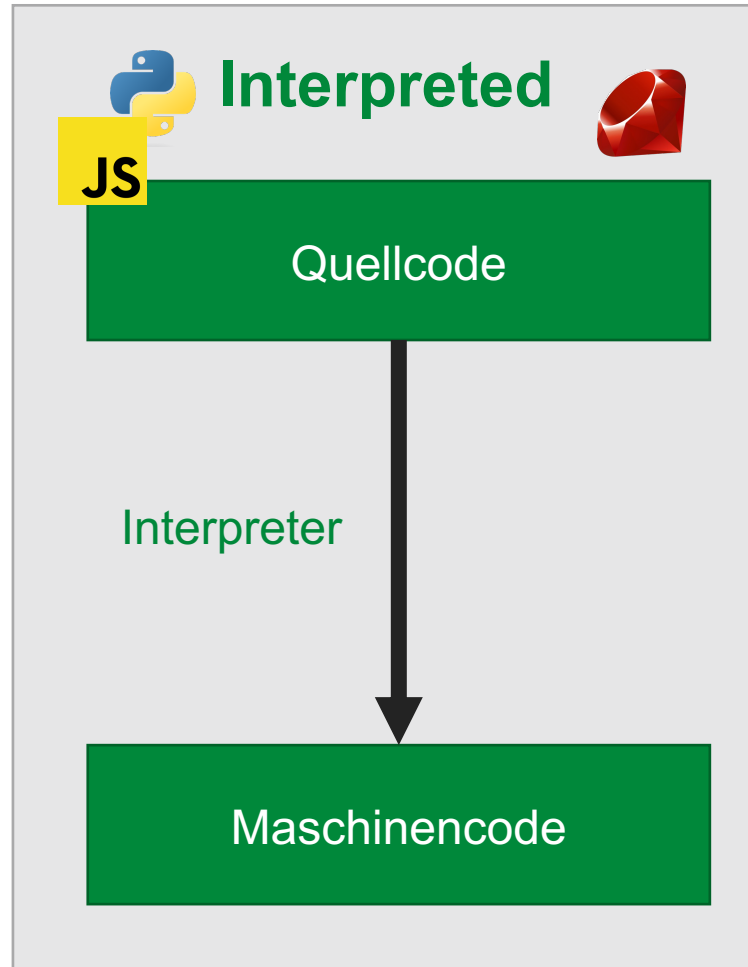 Interpreted
JS
Quellcode
Interpreter
Maschinencode